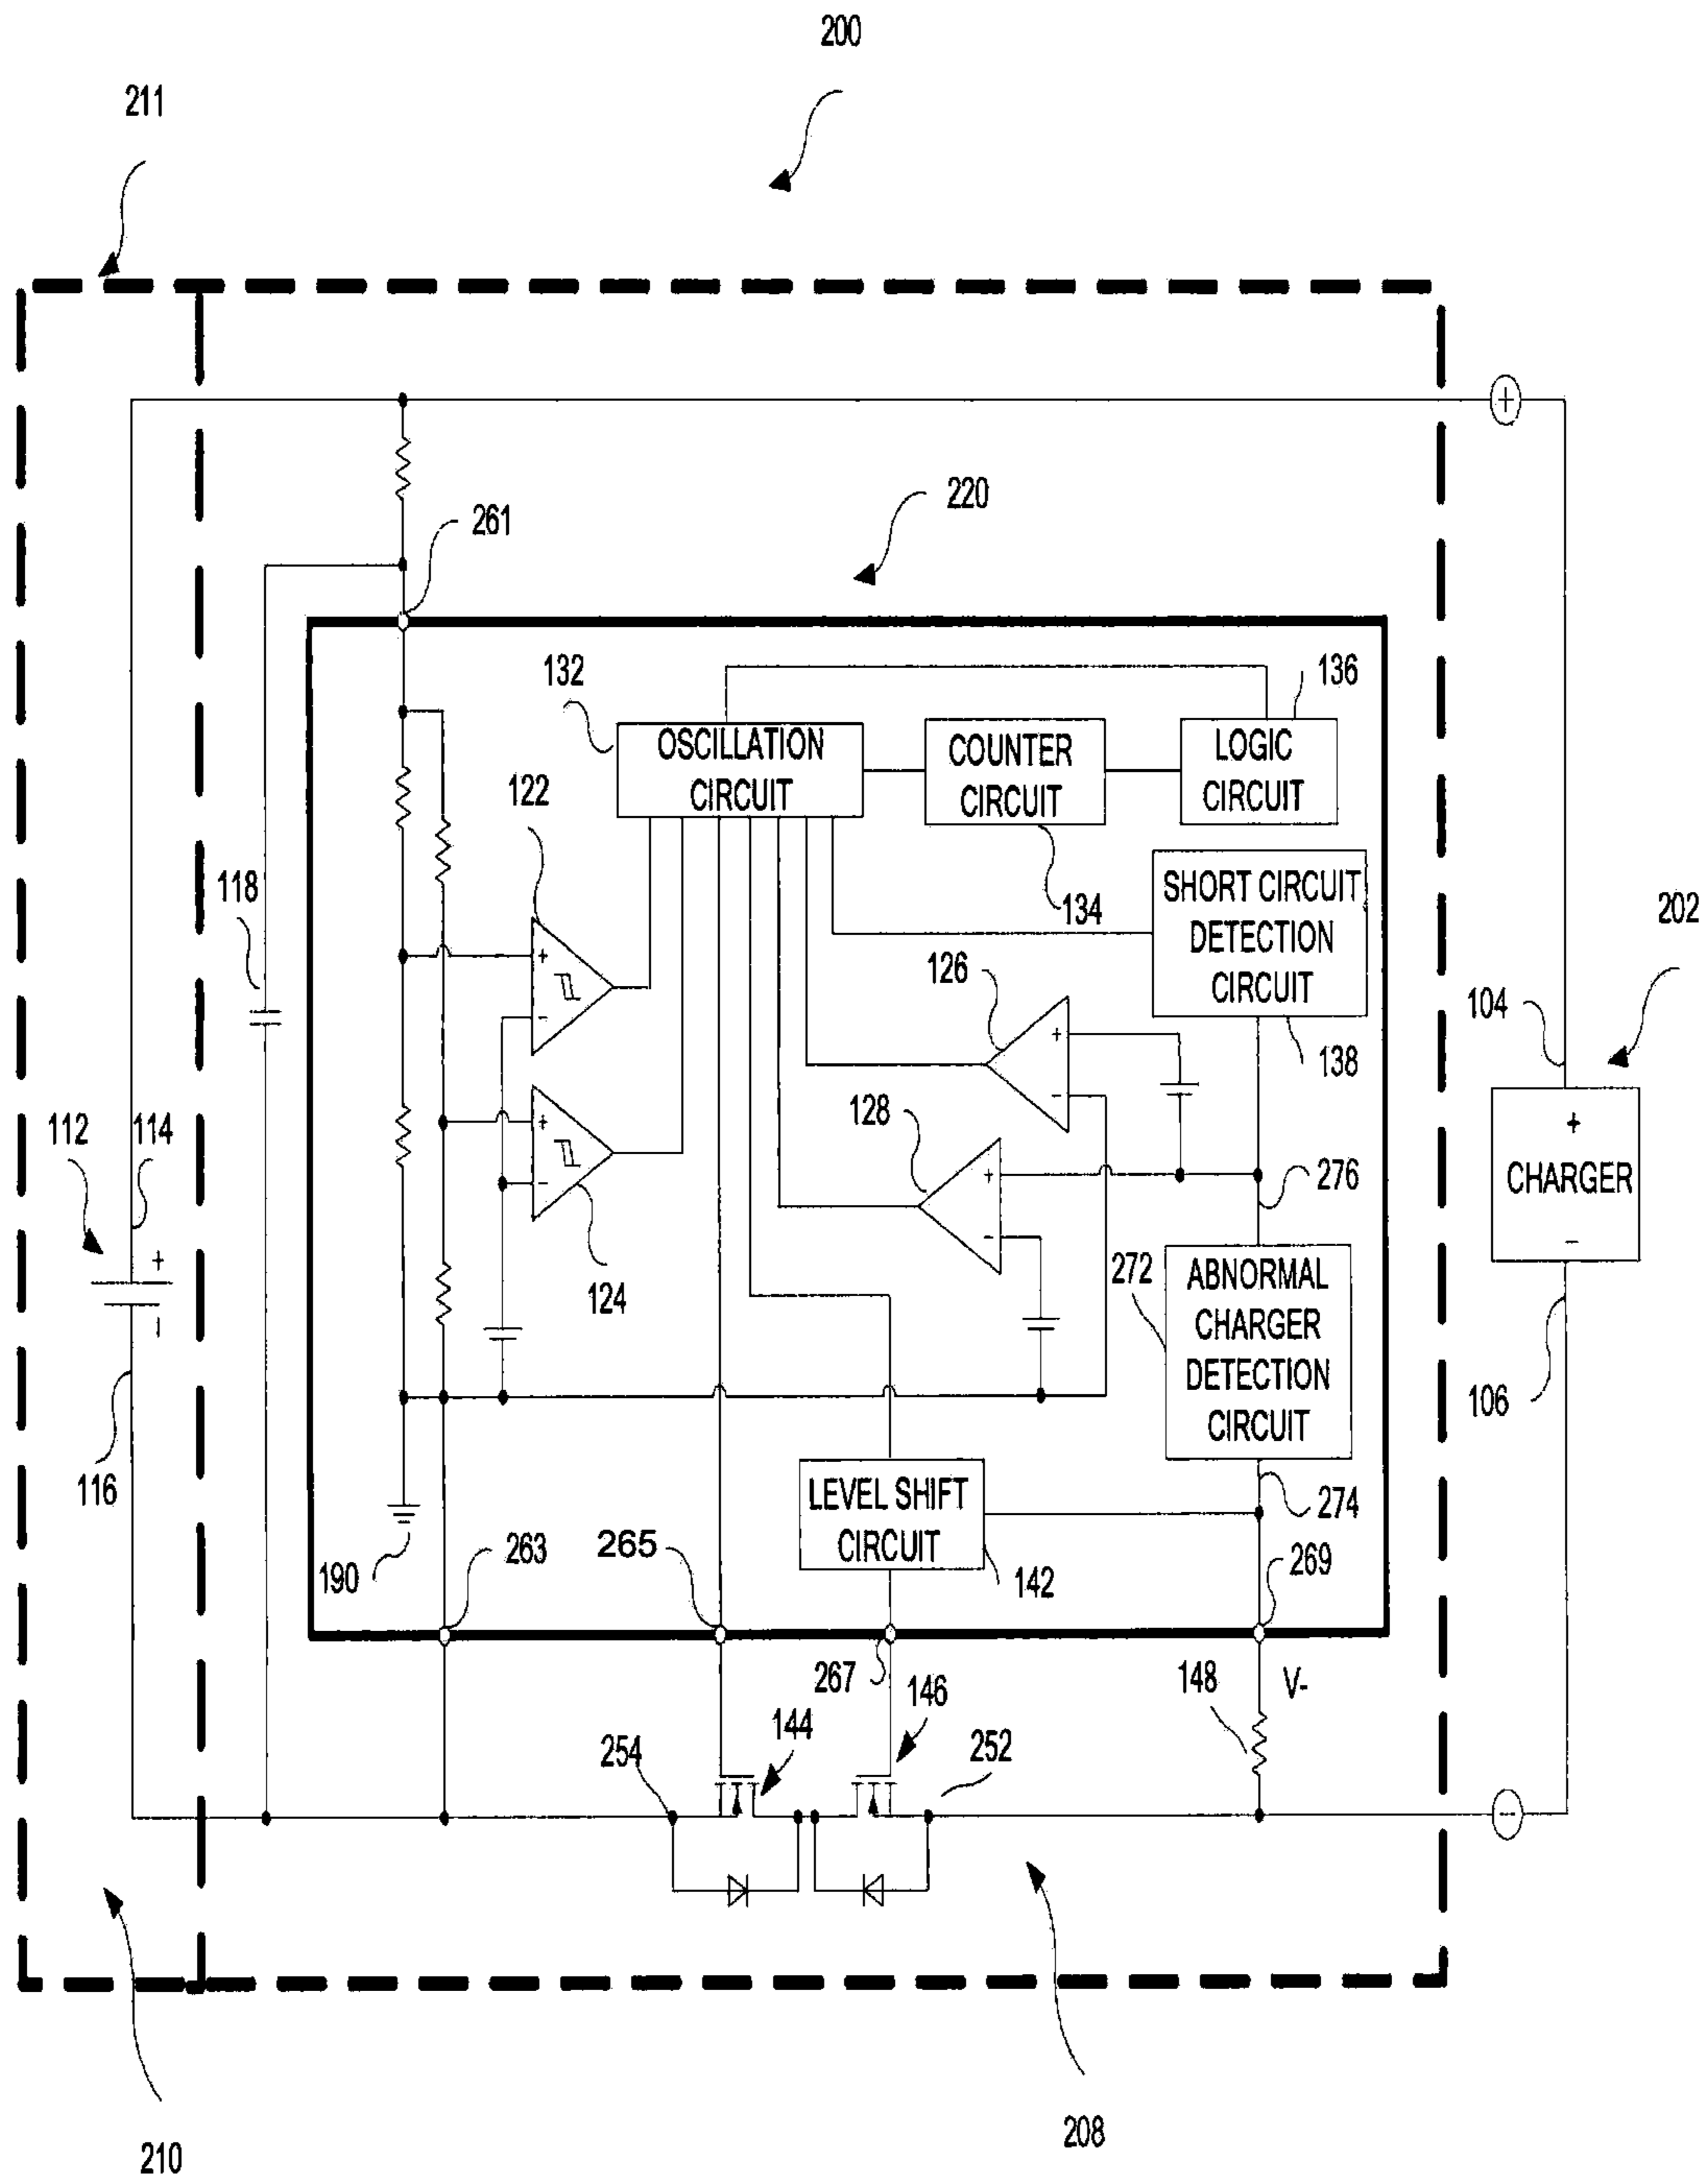 200
211
+
220
261
132
136
OSCILLATION
CIRCUIT
COUNTER
CIRCUIT
LOGIC
CIRCUIT
122
118
134
SHORT CIRCUIT
DETECTION
CIRCUIT
202
+
-
126
104
+
-
138
112
114
128
+
-
124
+
-
276
+
CHARGER
-
+
-
272
ABNORMAL
CHARGER
DETECTION
CIRCUIT
106
116
LEVEL SHIFT
CIRCUIT
274
190
263
265
142
269
267
148
V-
146
144
254
252
-
210
208